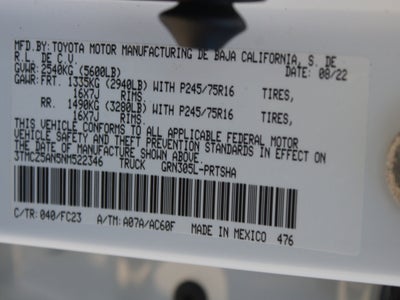 MFD.BY:TOYOTA MOTOR MANUFACTURING DE BAJA CALIFORNIA, S. DE
R.L. DE C.V. DATE: 08/22
GVWR: 2540KG (5600LB)
GAWR: FRT. 1335KG (2940LB) WITH P245/75R16 TIRES,
16X7J RIMS
RR. 1490KG (3280LB) WITH P245/75R16 TIRES,
16X7J RIMS
THIS VEHICLE CONFORMS TO ALL APPLICABLE FEDERAL MOTOR
VEHICLE SAFETY AND THEFT PREVENTION STANDARDS IN EFFECT ON
THE DATE OF MANUFACTURE SHOWN ABOVE.
3TMCZ5AN5NM522346 TRUCK GRN305L-PRTSHA
C/TR: 040/FC23 A/TM: A07A/AC60F MADE IN MEXICO 476